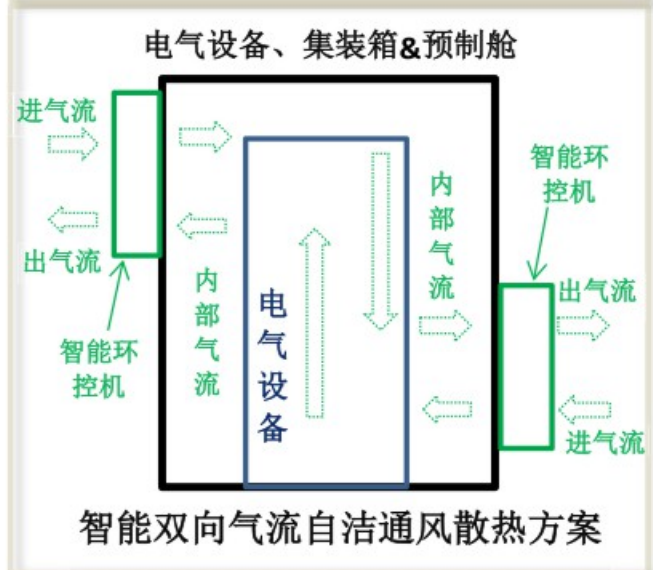 电气设备、集装箱&预制舱
进气流
出气流
智能环
控机
内
部
气
流
电
气
设
备
内
部
气
流
智能环
控机
出气流
进气流
智能双向气流自洁通风散热方案